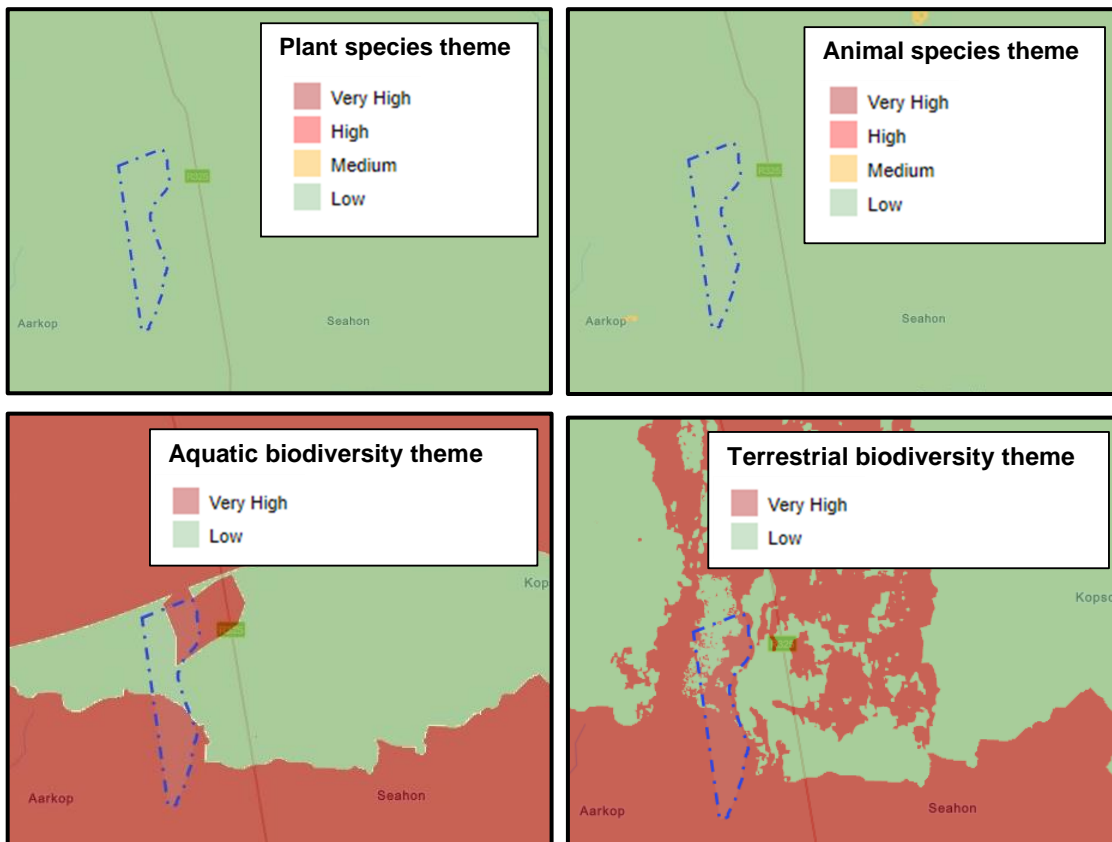 Plant species theme
Very High
High
Medium
Low
Aarkop
Seahon
Animal species theme
Very High
High
Medium
Low
Aarkop
Seahon
Aquatic biodiversity theme
Very High
Low
Aarkop
Seahon
Terrestrial biodiversity theme
Very High
Low
Aarkop
Seahon